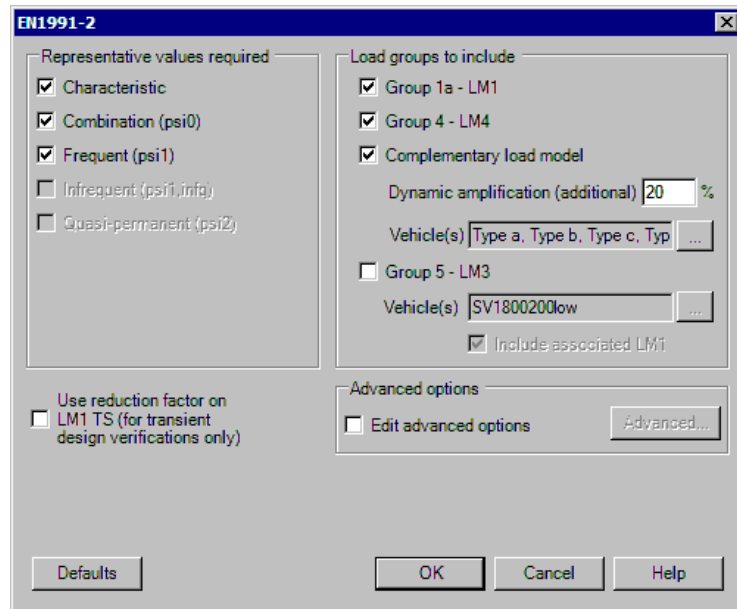 EN1991-2
Representative values required
Characteristic
Combination (psi0)
Frequent (psi1)
Infrequent (psi1,infq)
Quasi-permanent (psi2)
Load groups to include
Group 1a - LM1
Group 4 - LM4
Complementary load model
Dynamic amplification (additional) 20 %
Vehicle(s) Type a, Type b, Type c, Typ ...
Group 5 - LM3
Vehicle(s) SV1800200low ...
Include associated LM1
Use reduction factor on
LM1 TS (for transient
design verifications only)
Advanced options
Edit advanced options Advanced...
Defaults OK Cancel Help